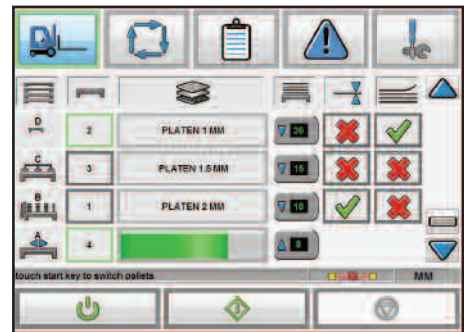 D
2 PLATEN 1 MM 20
C
3 PLATEN 1.5 MM 15
B
1 PLATEN 2 MM 10
A
4 8
touch start key to switch pallets MM